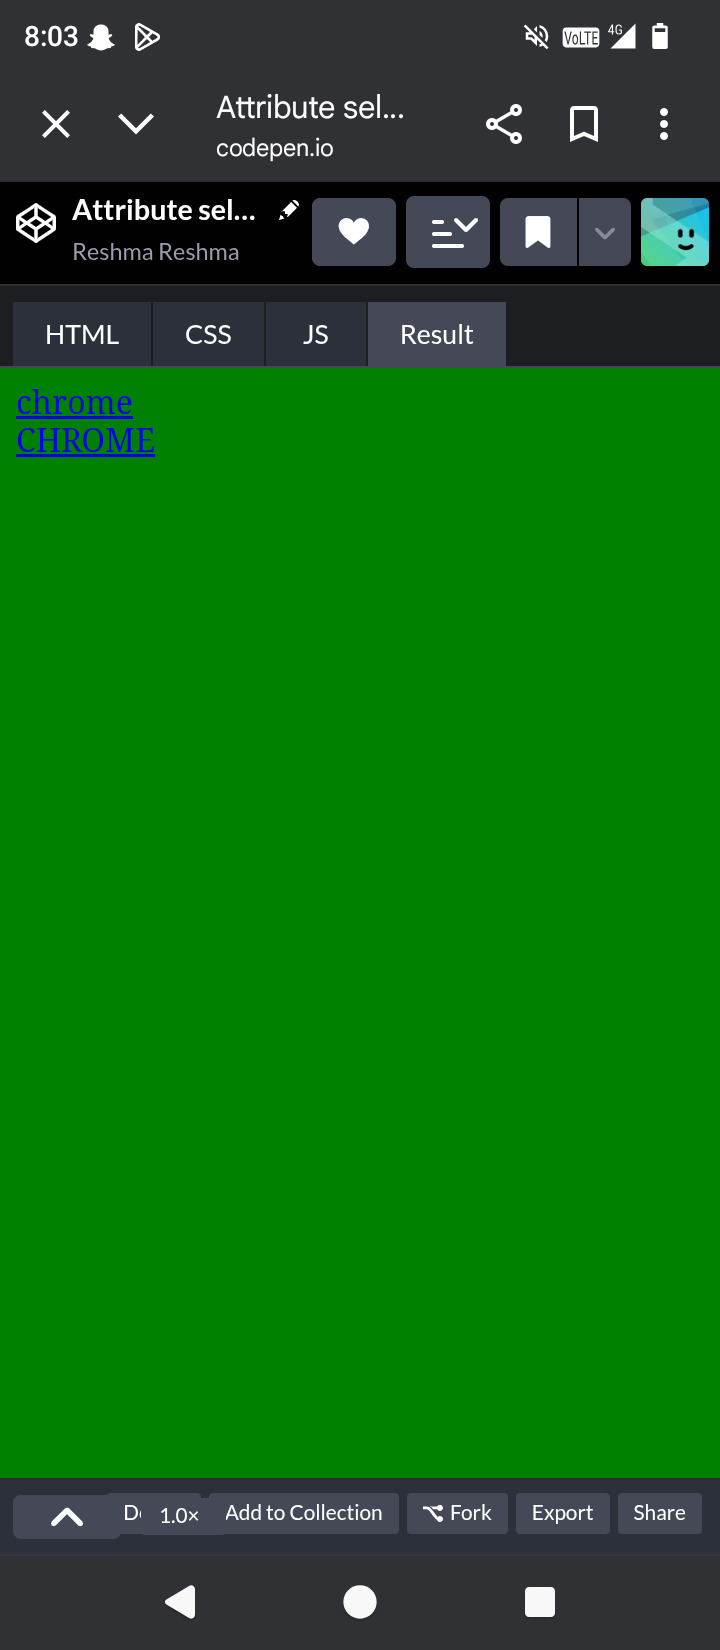 8:03
VoLTE 4G
Attribute sel...
codepen.io
Attribute sel...
Reshma Reshma
HTML CSS JS Result
chrome
CHROME
1.0× Add to Collection Fork Export Share